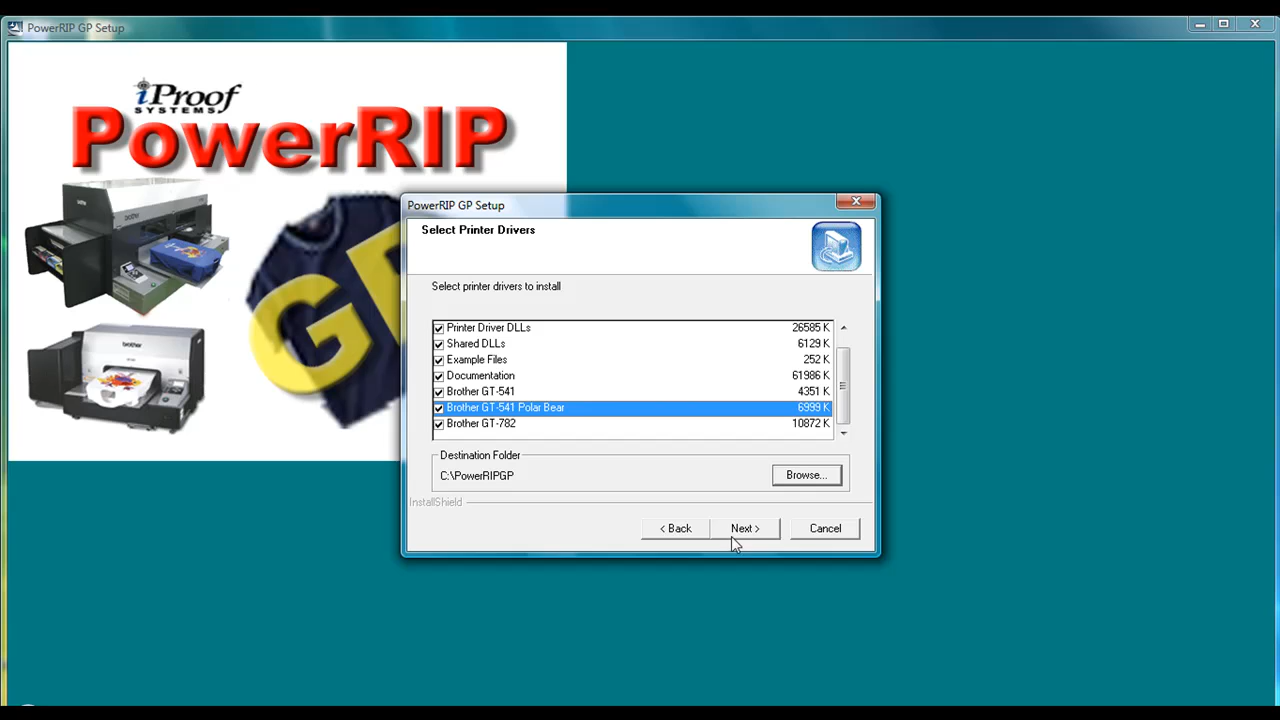 PowerRIP GP Setup
iProof
SYSTEMS
PowerRIP
brother
brother
GP
PowerRIP GP Setup
Select Printer Drivers
Select printer drivers to install
Printer Driver DLLs 26585 K
Shared DLLs 6129 K
Example Files 252 K
Documentation 61986 K
Brother GT-541 4351 K
Brother GT-541 Polar Bear 6999 K
Brother GT-782 10872 K
Destination Folder
C:\PowerRIPGP
Browse...
InstallShield
< Back
Next >
Cancel